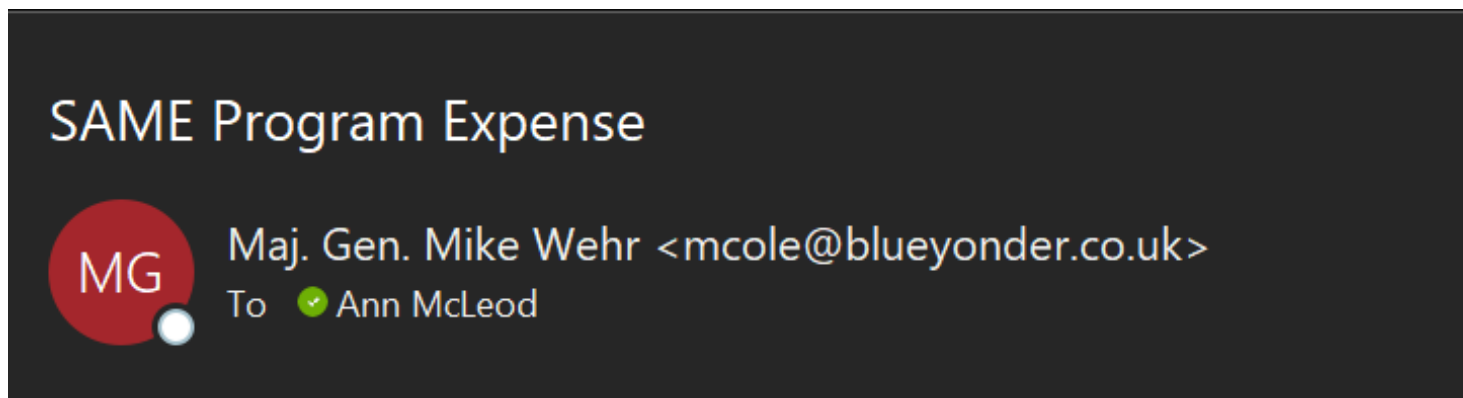 SAME Program Expense
MG
Maj. Gen. Mike Wehr <mcole@blueyonder.co.uk>
To Ann McLeod